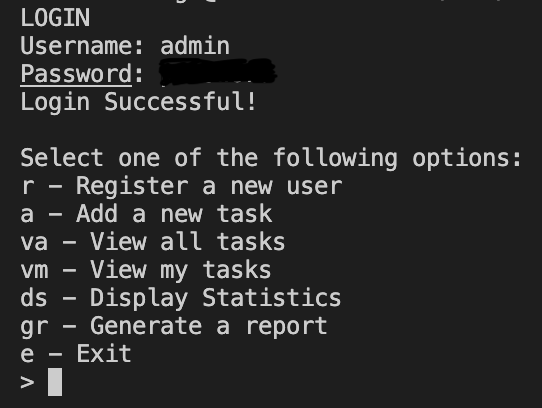 LOGIN
Username: admin
Password:
Login Successful!
Select one of the following options:
r – Register a new user
a – Add a new task
va – View all tasks
vm – View my tasks
ds – Display Statistics
gr – Generate a report
e – Exit
>